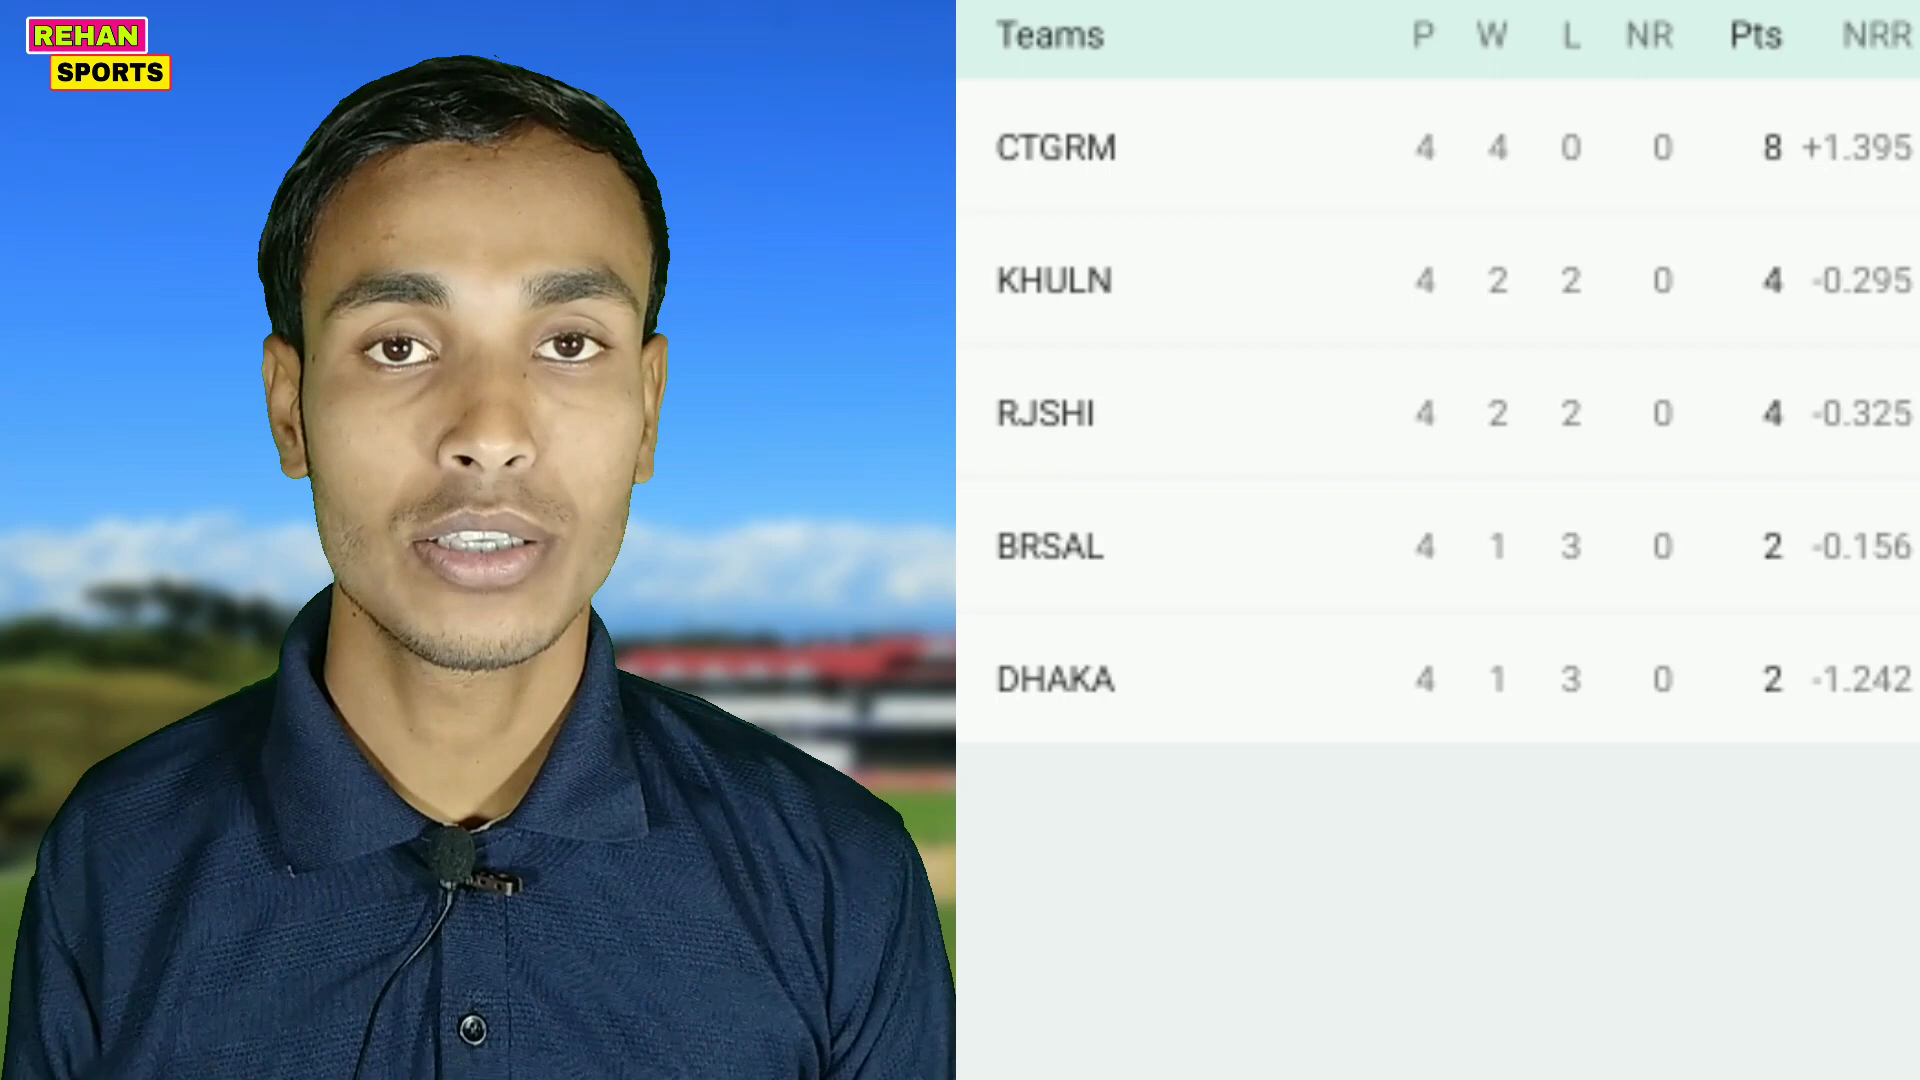 REHAN
SPORTS
Teams P W L NR Pts NRR
CTGRM 4 4 0 0 8 +1.395
KHULN 4 2 2 0 4 -0.295
RJSHI 4 2 2 0 4 -0.325
BRSAL 4 1 3 0 2 -0.156
DHAKA 4 1 3 0 2 -1.242